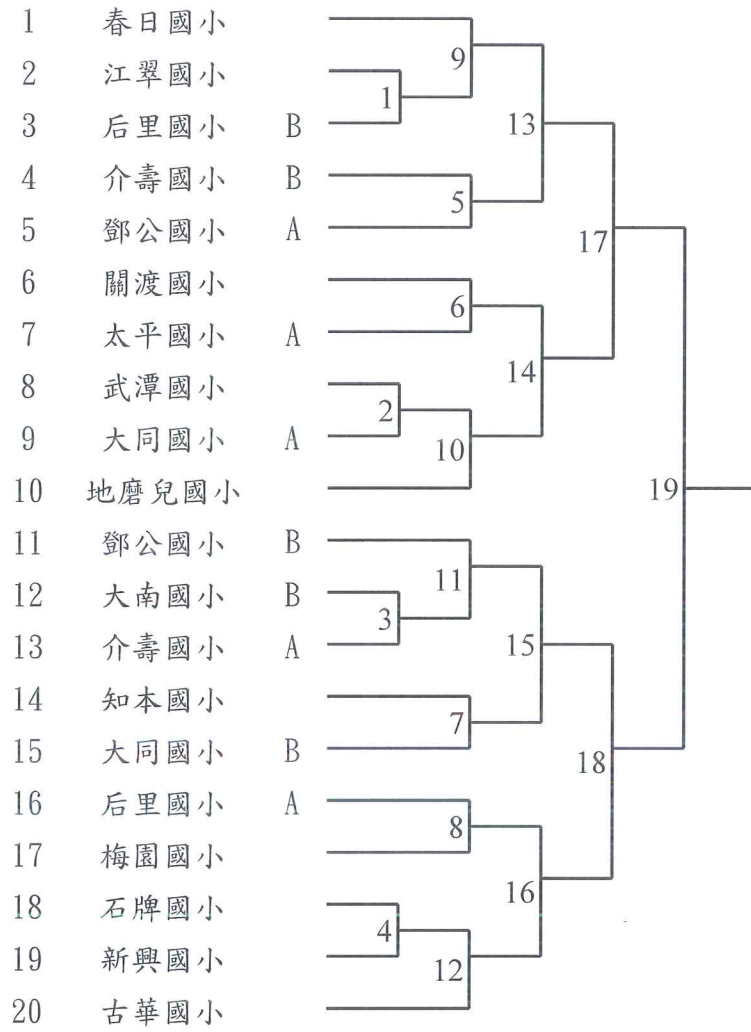 1 春日國小
2 江翠國小
3 后里國小 B
4 介壽國小 B
5 鄧公國小 A
6 關渡國小
7 太平國小 A
8 武潭國小
9 大同國小 A
10 地磨兒國小
11 鄧公國小 B
12 大南國小 B
13 介壽國小 A
14 知本國小
15 大同國小 B
16 后里國小 A
17 梅園國小
18 石牌國小
19 新興國小
20 古華國小
9
1
13
5
17
6
14
2
10
19
11
3
15
7
18
8
16
4
12